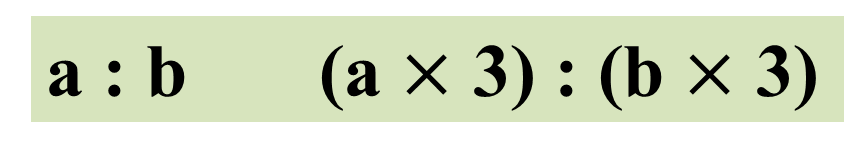 a : b (a × 3) : (b × 3)